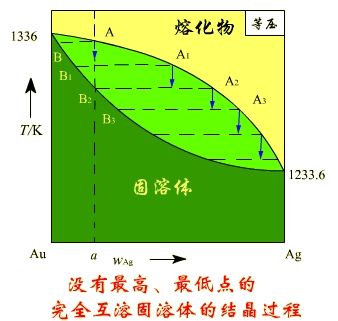 熔化物
等压
1336
A
A1
A2
A3
B
B1
B2
B3
T/K
固溶体
1233.6
Au
a
wAg
Ag
没有最高、最低点的
完全互溶固溶体的结晶过程